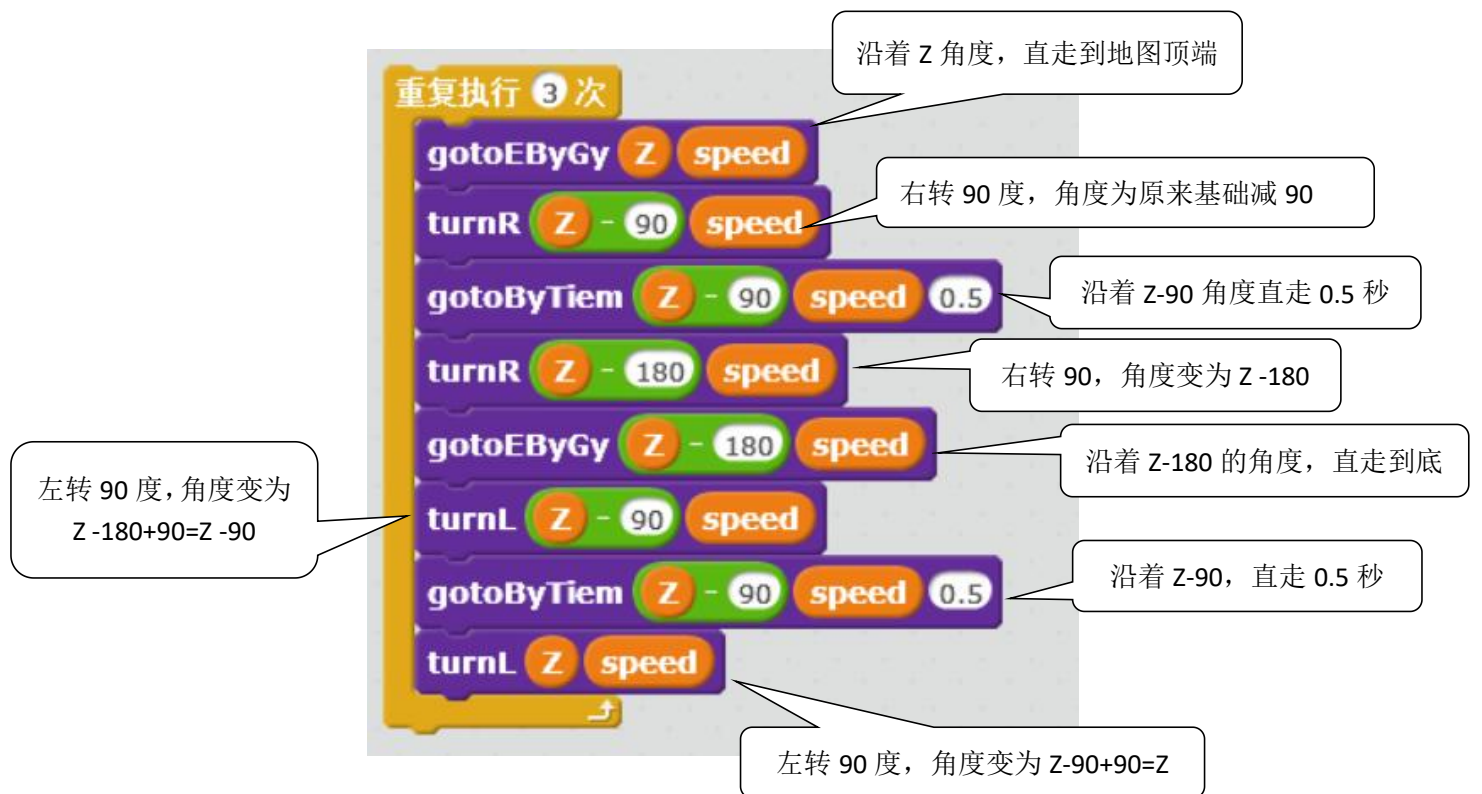 沿着 Z 角度，直走到地图顶端
重复执行 3 次
gotoEByGy Z speed
右转 90 度，角度为原来基础减 90
turnR Z - 90 speed
gotoByTiem Z - 90 speed 0.5
沿着 Z-90 角度直走 0.5 秒
turnR Z - 180 speed
右转 90，角度变为 Z -180
gotoEByGy Z - 180 speed
沿着 Z-180 的角度，直走到底
左转 90 度，角度变为
Z -180+90=Z -90
turnL Z - 90 speed
gotoByTiem Z - 90 speed 0.5
沿着 Z-90，直走 0.5 秒
turnL Z speed
左转 90 度，角度变为 Z-90+90=Z